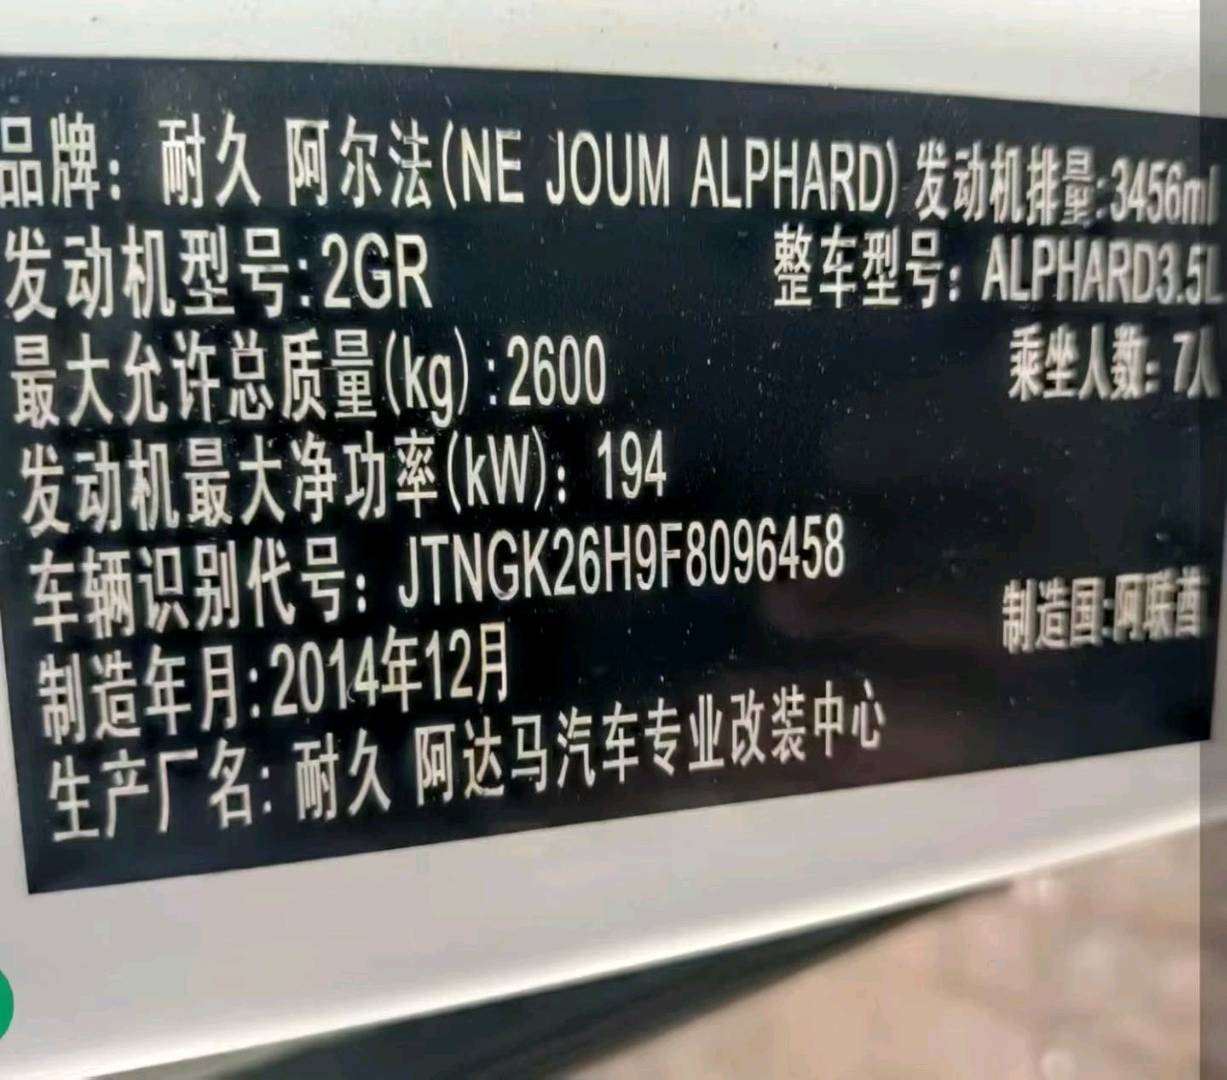 品牌：耐久 阿尔法(NE JOUM ALPHARD) 发动机排量:3456ml
发动机型号:2GR 整车型号：ALPHARD3.5L
最大允许总质量(kg) :2600 乘坐人数：7人
发动机最大净功率(kW)：194
车辆识别代号：JTNGK26H9F8096458
制造年月:2014年12月 制造国:阿联酋
生产厂名：耐久 阿达马汽车专业改装中心